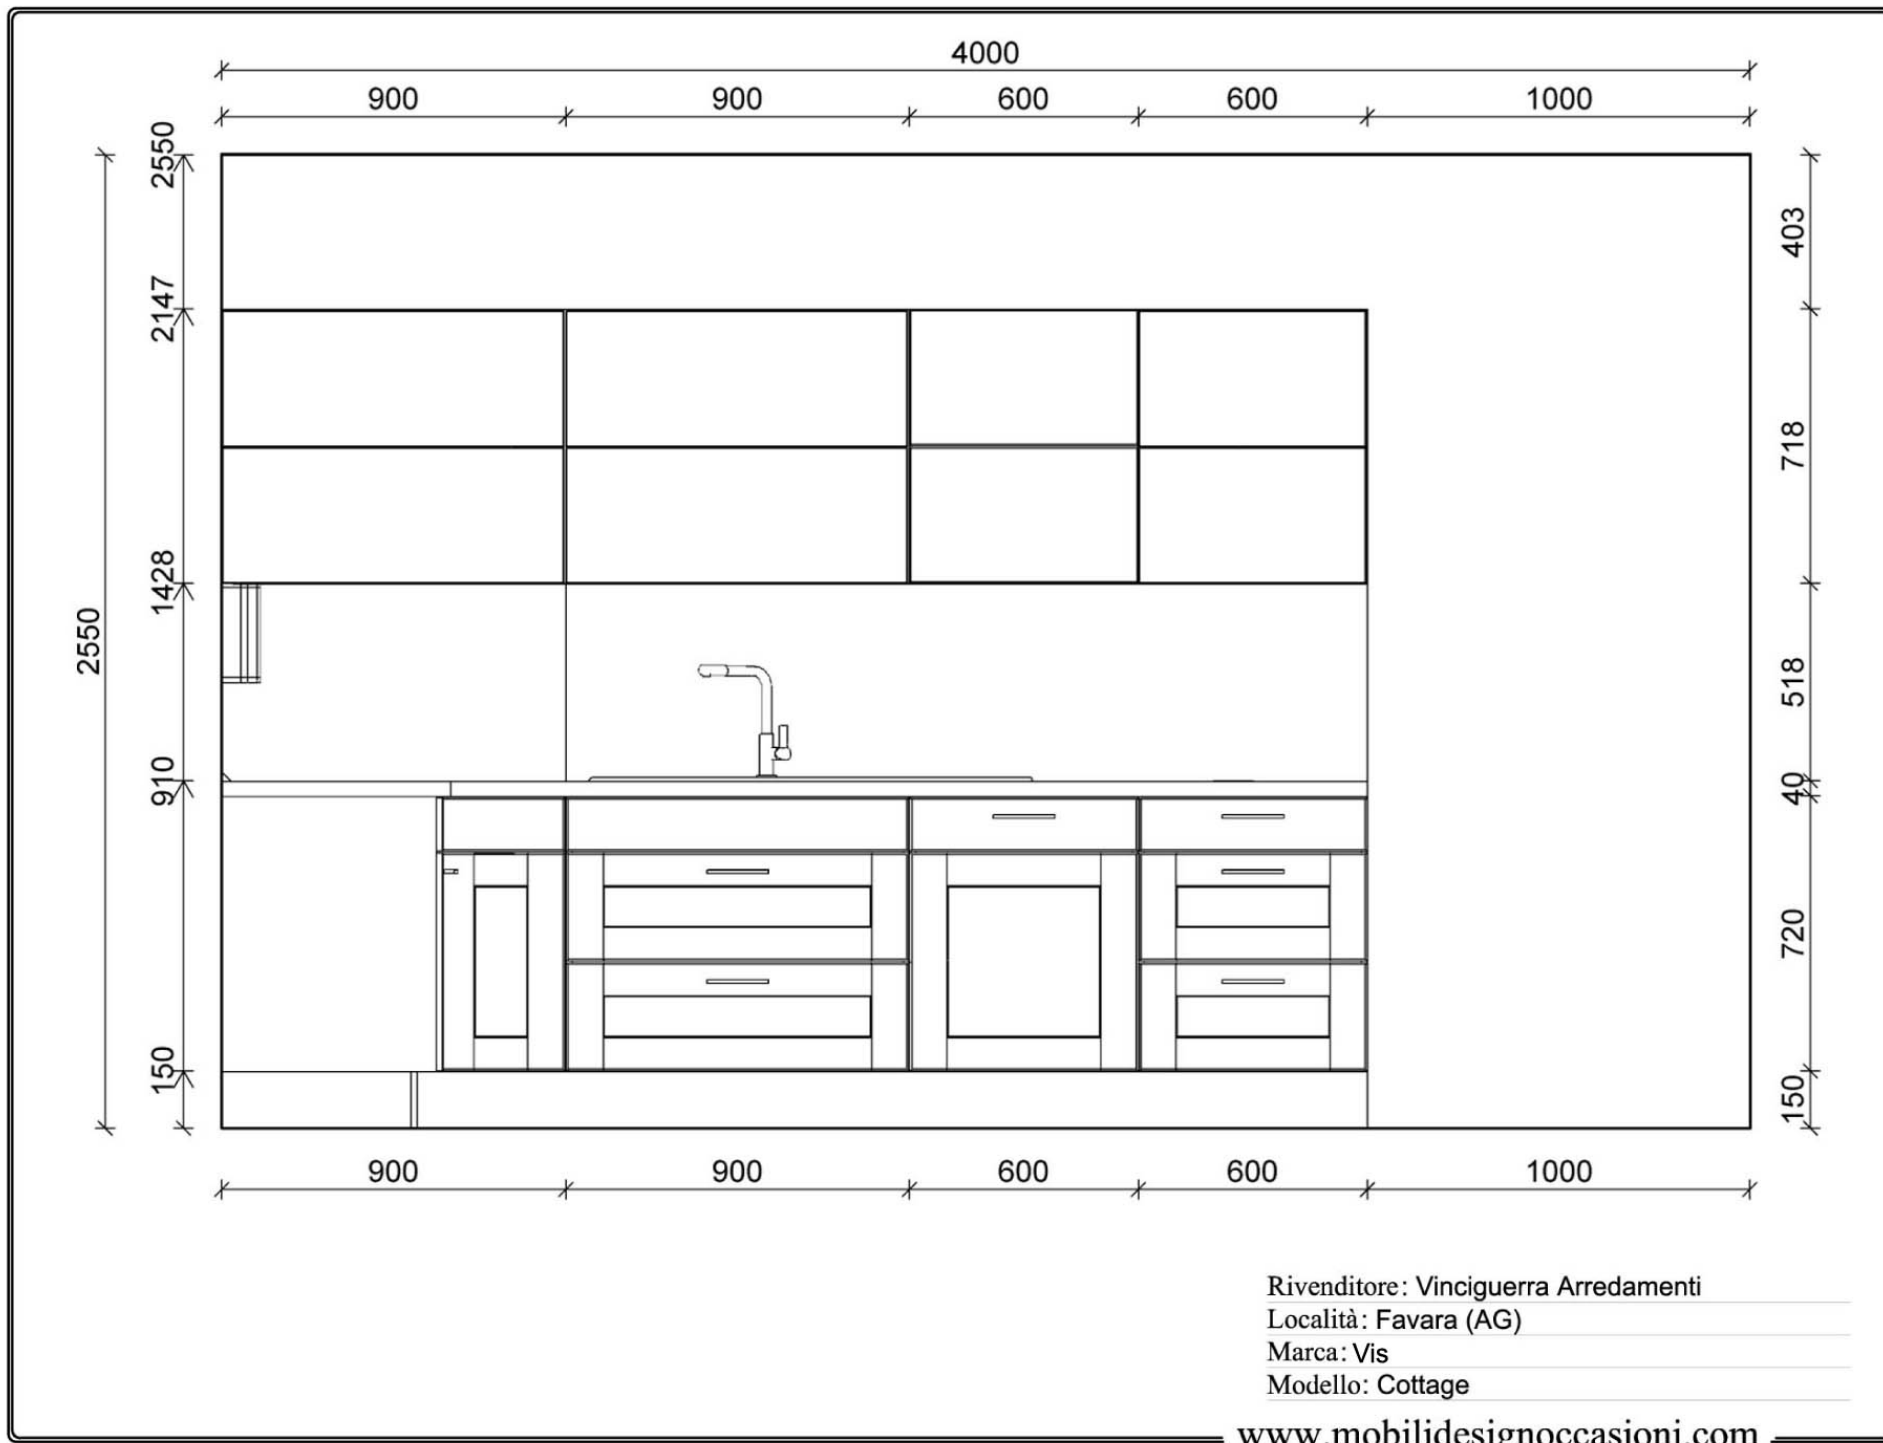 4000
900 900 600 600 1000
2550
2147
1428
910
150
2550
403
718
518
40
720
150
900 900 600 600 1000
Rivenditore: Vinciguerra Arredamenti
Località: Favara (AG)
Marca: Vis
Modello: Cottage
www.mobilidesignoccasioni.com